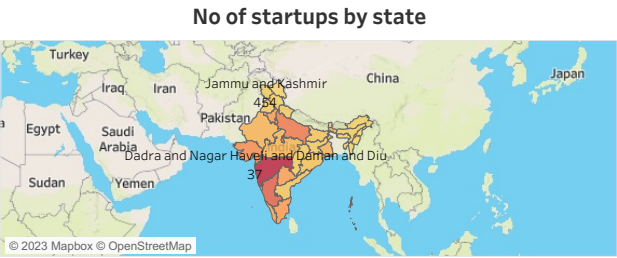 No of startups by state
Turkey
China
Japan
Iraq
Iran
Jammu and Kashmir
454
Pakistan
Egypt
Saudi
Arabia
India
Dadra and Nagar Haveli and Daman and Diu
37
Sudan
Yemen
© 2023 Mapbox © OpenStreetMap